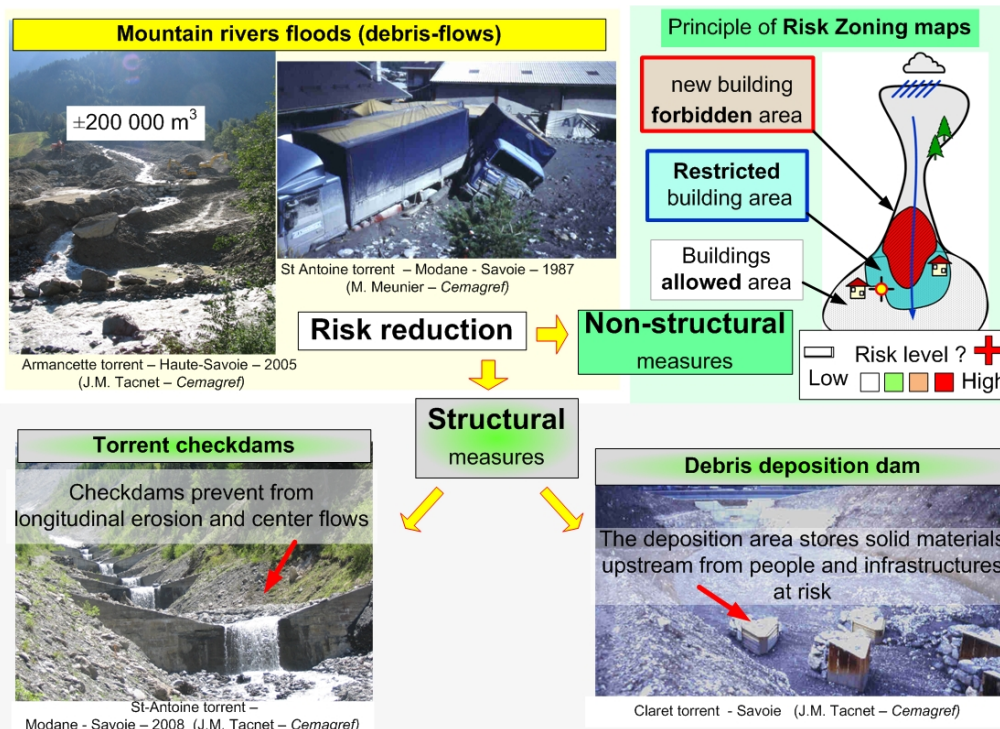 Mountain rivers floods (debris-flows)
±200 000 m³
Armancette torrent – Haute-Savoie – 2005
(J.M. Tacnet – Cemagref)
St Antoine torrent – Modane - Savoie – 1987
(M. Meunier – Cemagref)
Principle of Risk Zoning maps
new building
forbidden area
Restricted
building area
Buildings
allowed area
Risk level ?
Low
High
Risk reduction
Non-structural
measures
Structural
measures
Torrent checkdams
Checkdams prevent from
longitudinal erosion and center flows
St-Antoine torrent –
Modane - Savoie – 2008 (J.M. Tacnet – Cemagref)
Debris deposition dam
The deposition area stores solid materials
upstream from people and infrastructures
at risk
Claret torrent - Savoie (J.M. Tacnet – Cemagref)